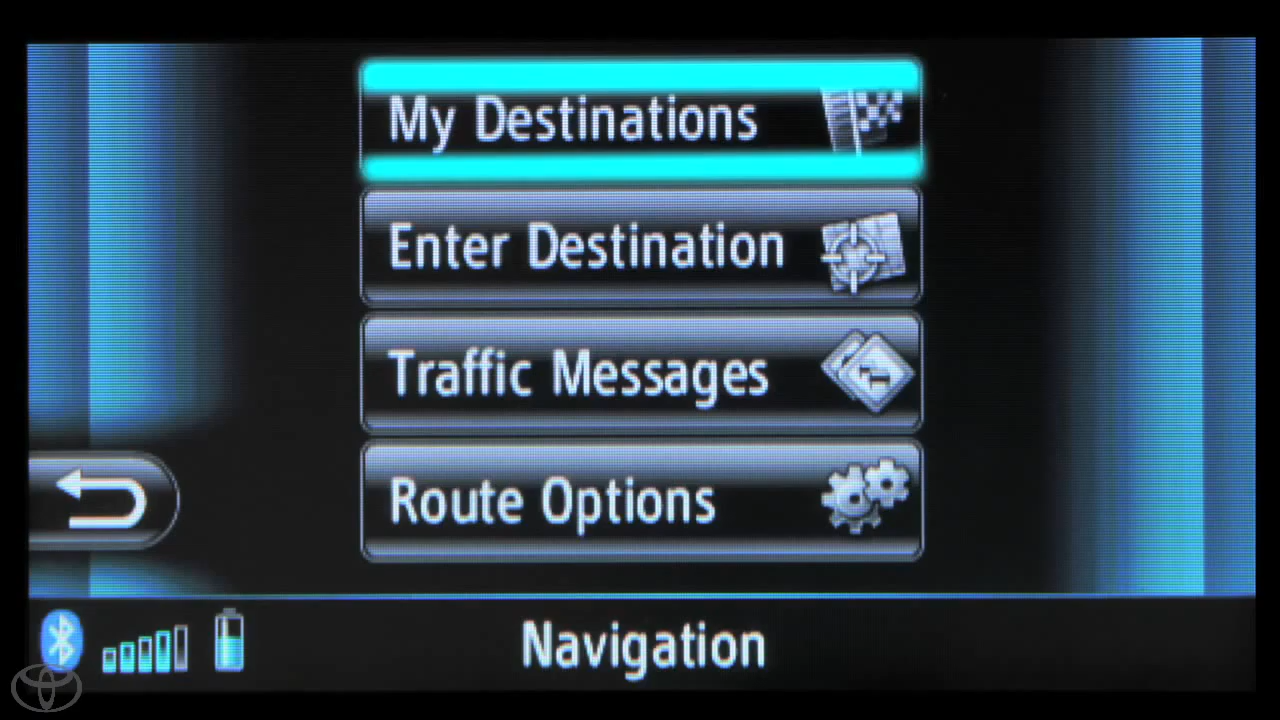 My Destinations
Enter Destination
Traffic Messages
Route Options
Navigation